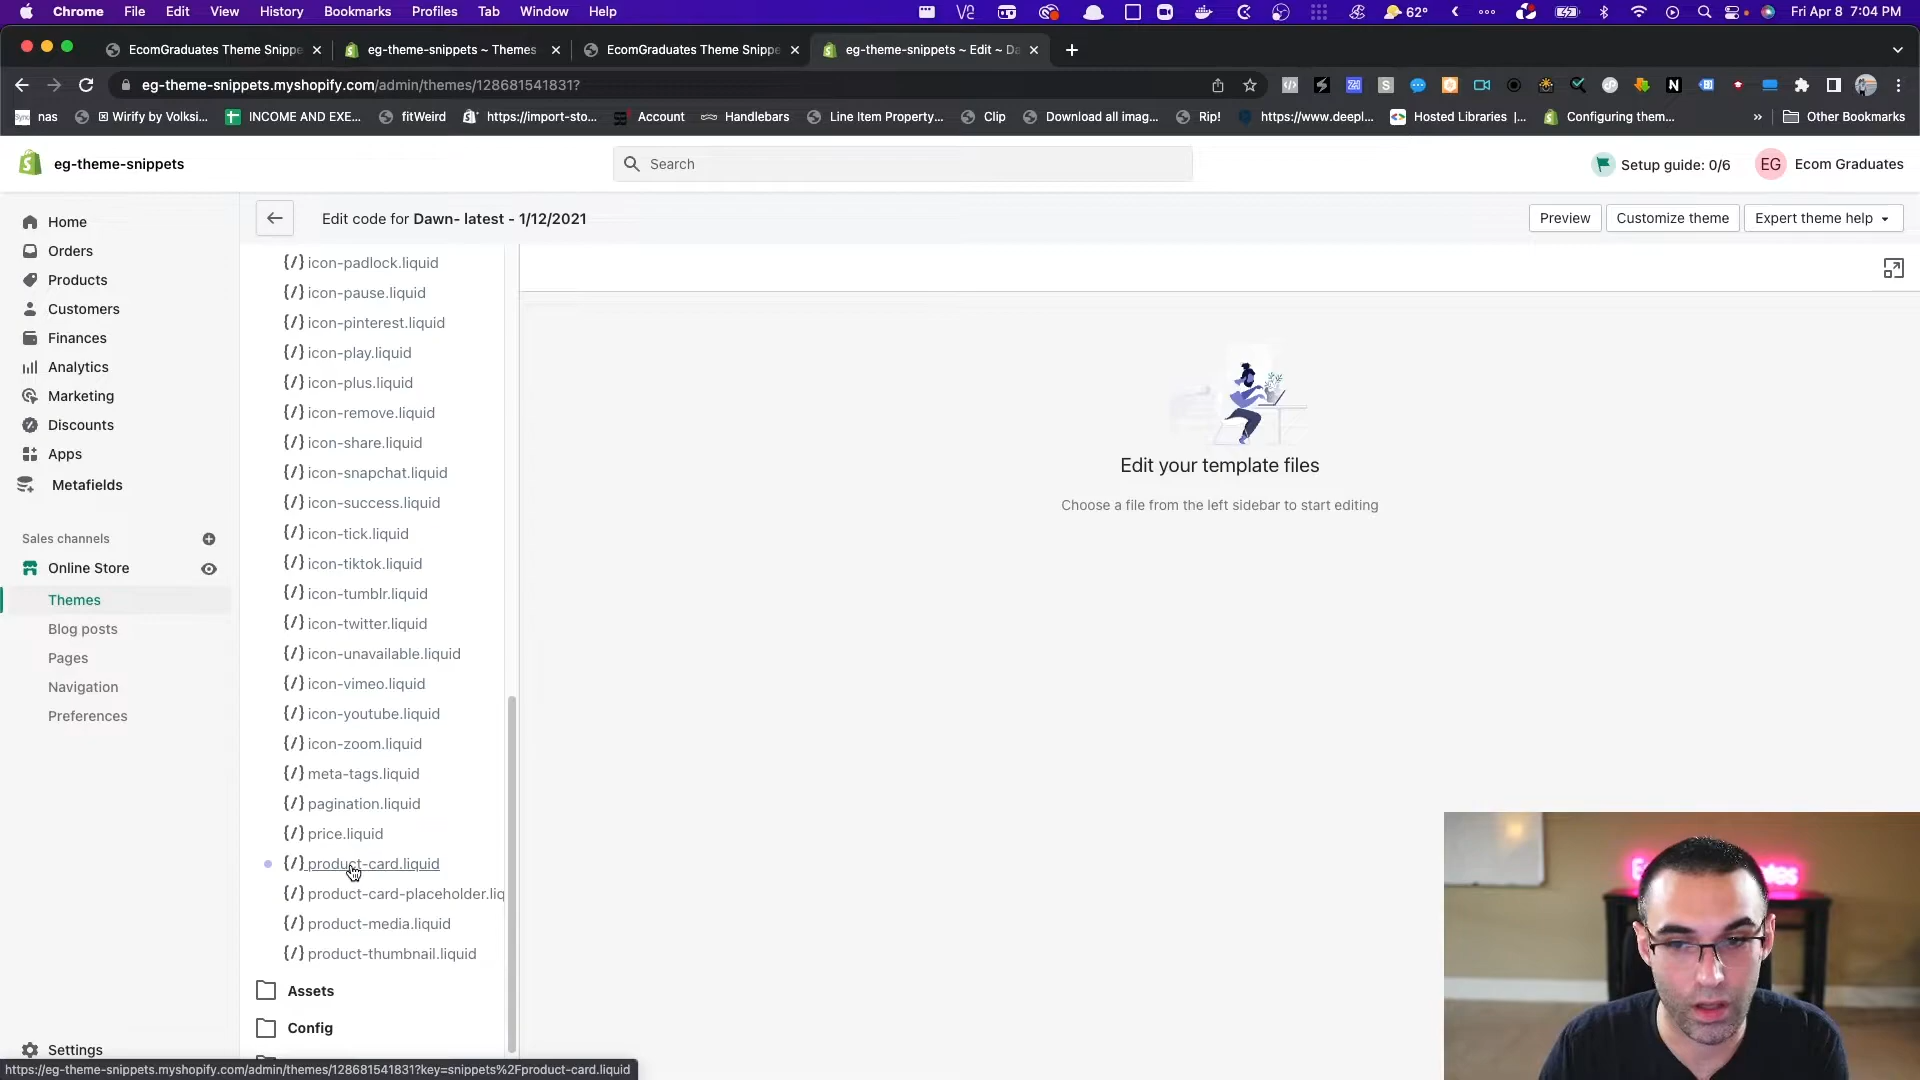 Chrome File Edit View History Bookmarks Profiles Tab Window Help
62° Fri Apr 8 7:04 PM
EcomGraduates Theme Snippe
eg-theme-snippets ~ Themes
EcomGraduates Theme Snippe
eg-theme-snippets ~ Edit ~ Da
eg-theme-snippets.myshopify.com/admin/themes/128681541831?
nas
Wirify by Volksi...
INCOME AND EXE...
fitWeird
https://import-sto...
Account
Handlebars
Line Item Property...
Clip
Download all imag...
Rip!
https://www.deepl...
Hosted Libraries |...
Configuring them...
»
Other Bookmarks
eg-theme-snippets
Search
Setup guide: 0/6
EG
Ecom Graduates
Home
Orders
Products
Customers
Finances
Analytics
Marketing
Discounts
Apps
Metafields
Sales channels
Online Store
Themes
Blog posts
Pages
Navigation
Preferences
Settings
Edit code for Dawn- latest - 1/12/2021
Preview
Customize theme
Expert theme help
{/} icon-padlock.liquid
{/} icon-pause.liquid
{/} icon-pinterest.liquid
{/} icon-play.liquid
{/} icon-plus.liquid
{/} icon-remove.liquid
{/} icon-share.liquid
{/} icon-snapchat.liquid
{/} icon-success.liquid
{/} icon-tick.liquid
{/} icon-tiktok.liquid
{/} icon-tumblr.liquid
{/} icon-twitter.liquid
{/} icon-unavailable.liquid
{/} icon-vimeo.liquid
{/} icon-youtube.liquid
{/} icon-zoom.liquid
{/} meta-tags.liquid
{/} pagination.liquid
{/} price.liquid
{/} product-card.liquid
{/} product-card-placeholder.liq
{/} product-media.liquid
{/} product-thumbnail.liquid
Assets
Config
Edit your template files
Choose a file from the left sidebar to start editing
https://eg-theme-snippets.myshopify.com/admin/themes/128681541831?key=snippets%2Fproduct-card.liquid